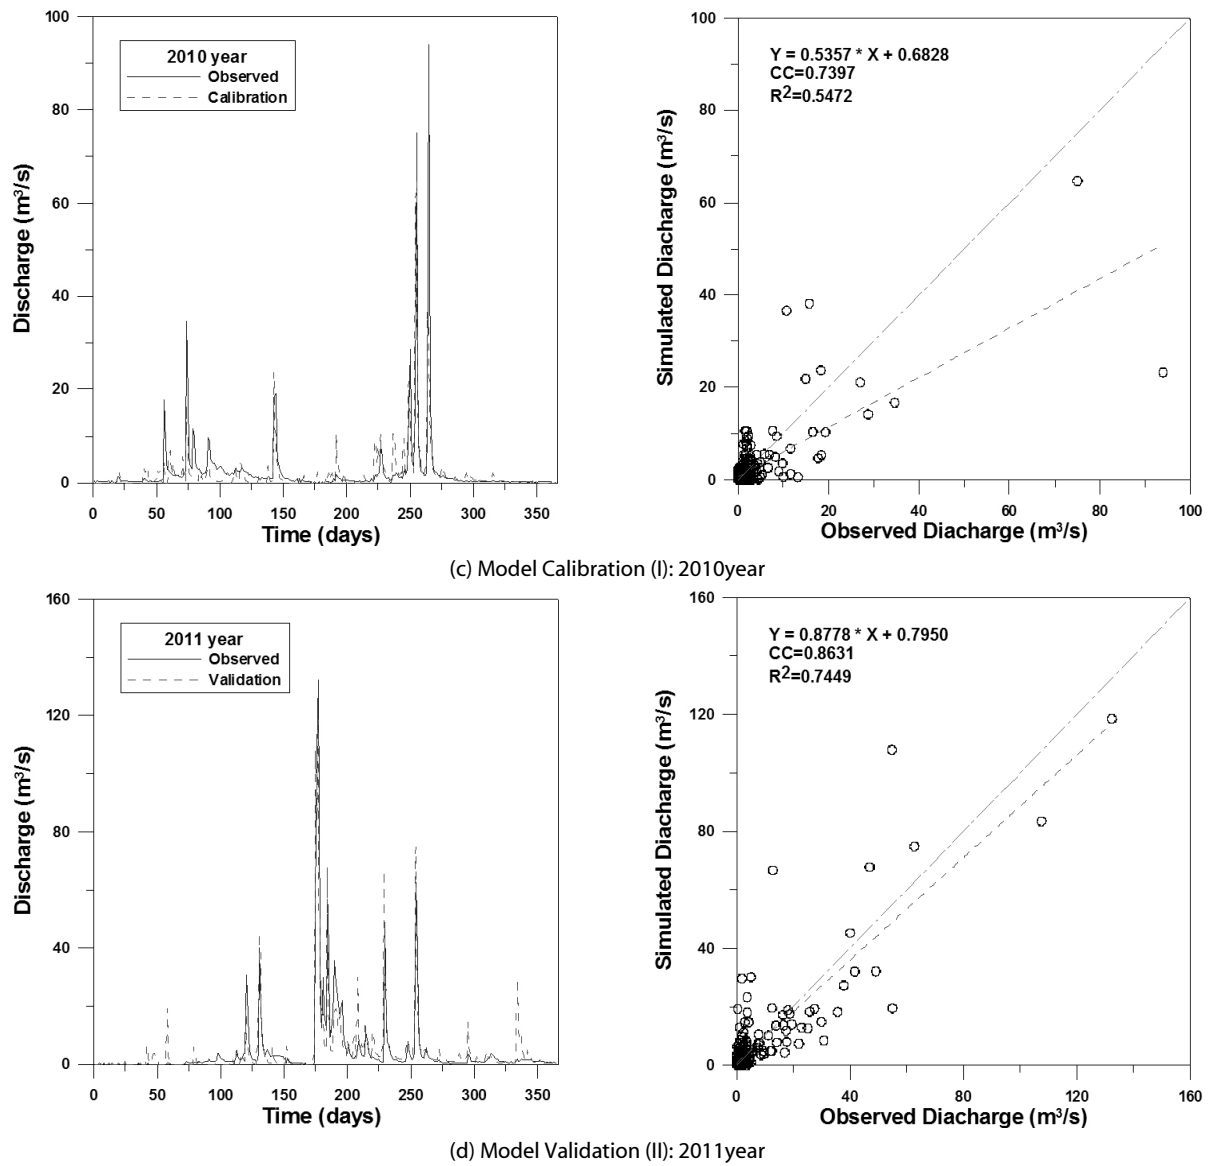 100
80
60
40
20
0
Discharge (m³/s)
2010 year
Observed
Calibration
0 50 100 150 200 250 300 350
Time (days)
100
80
60
40
20
0
Simulated Diacharge (m³/s)
Y = 0.5357 * X + 0.6828
CC=0.7397
R²=0.5472
0 20 40 60 80 100
Observed Diacharge (m³/s)
(c) Model Calibration (I): 2010year
160
120
80
40
0
Discharge (m³/s)
2011 year
Observed
Validation
0 50 100 150 200 250 300 350
Time (days)
160
120
80
40
0
Simulated Diacharge (m³/s)
Y = 0.8778 * X + 0.7950
CC=0.8631
R²=0.7449
0 40 80 120 160
Observed Diacharge (m³/s)
(d) Model Validation (II): 2011year